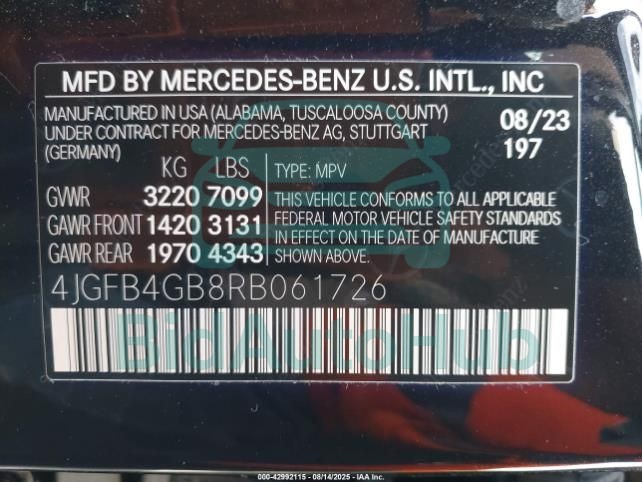 MFD BY MERCEDES-BENZ U.S. INTL., INC
MANUFACTURED IN USA (ALABAMA, TUSCALOOSA COUNTY)
UNDER CONTRACT FOR MERCEDES-BENZ AG, STUTTGART
(GERMANY)
08/23
197
KG LBS
TYPE: MPV
GVWR 3220 7099
GAWR FRONT 1420 3131
GAWR REAR 1970 4343
THIS VEHICLE CONFORMS TO ALL APPLICABLE
FEDERAL MOTOR VEHICLE SAFETY STANDARDS
IN EFFECT ON THE DATE OF MANUFACTURE
SHOWN ABOVE.
4JGFB4GB8RB061726
BidAutoHub
000-42992115 - 08/14/2025 - IAA Inc.